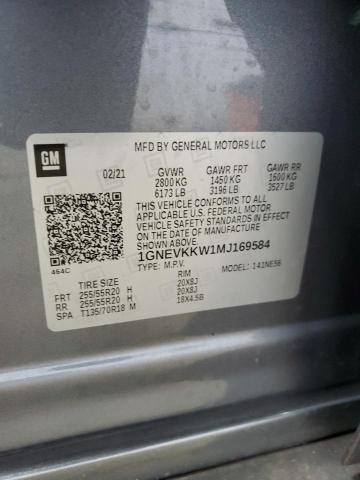 GM
MFD BY GENERAL MOTORS LLC
02/21 GVWR GAWR FRT GAWR RR
2800 KG 1450 KG 1600 KG
6173 LB 3196 LB 3527 LB
THIS VEHICLE CONFORMS TO ALL APPLICABLE
U.S. FEDERAL MOTOR VEHICLE SAFETY STANDARDS
IN EFFECT ON THE DATE OF MANUFACTURE SHOWN ABOVE.
464C
1GNEVKKW1MJ169584
TYPE: M.P.V. MODEL: 141NE56
TIRE SIZE RIM
FRT 255/55R20 H 20X8J
RR 255/55R20 H 20X8J
SPA T135/70R18 M 18X4.5B